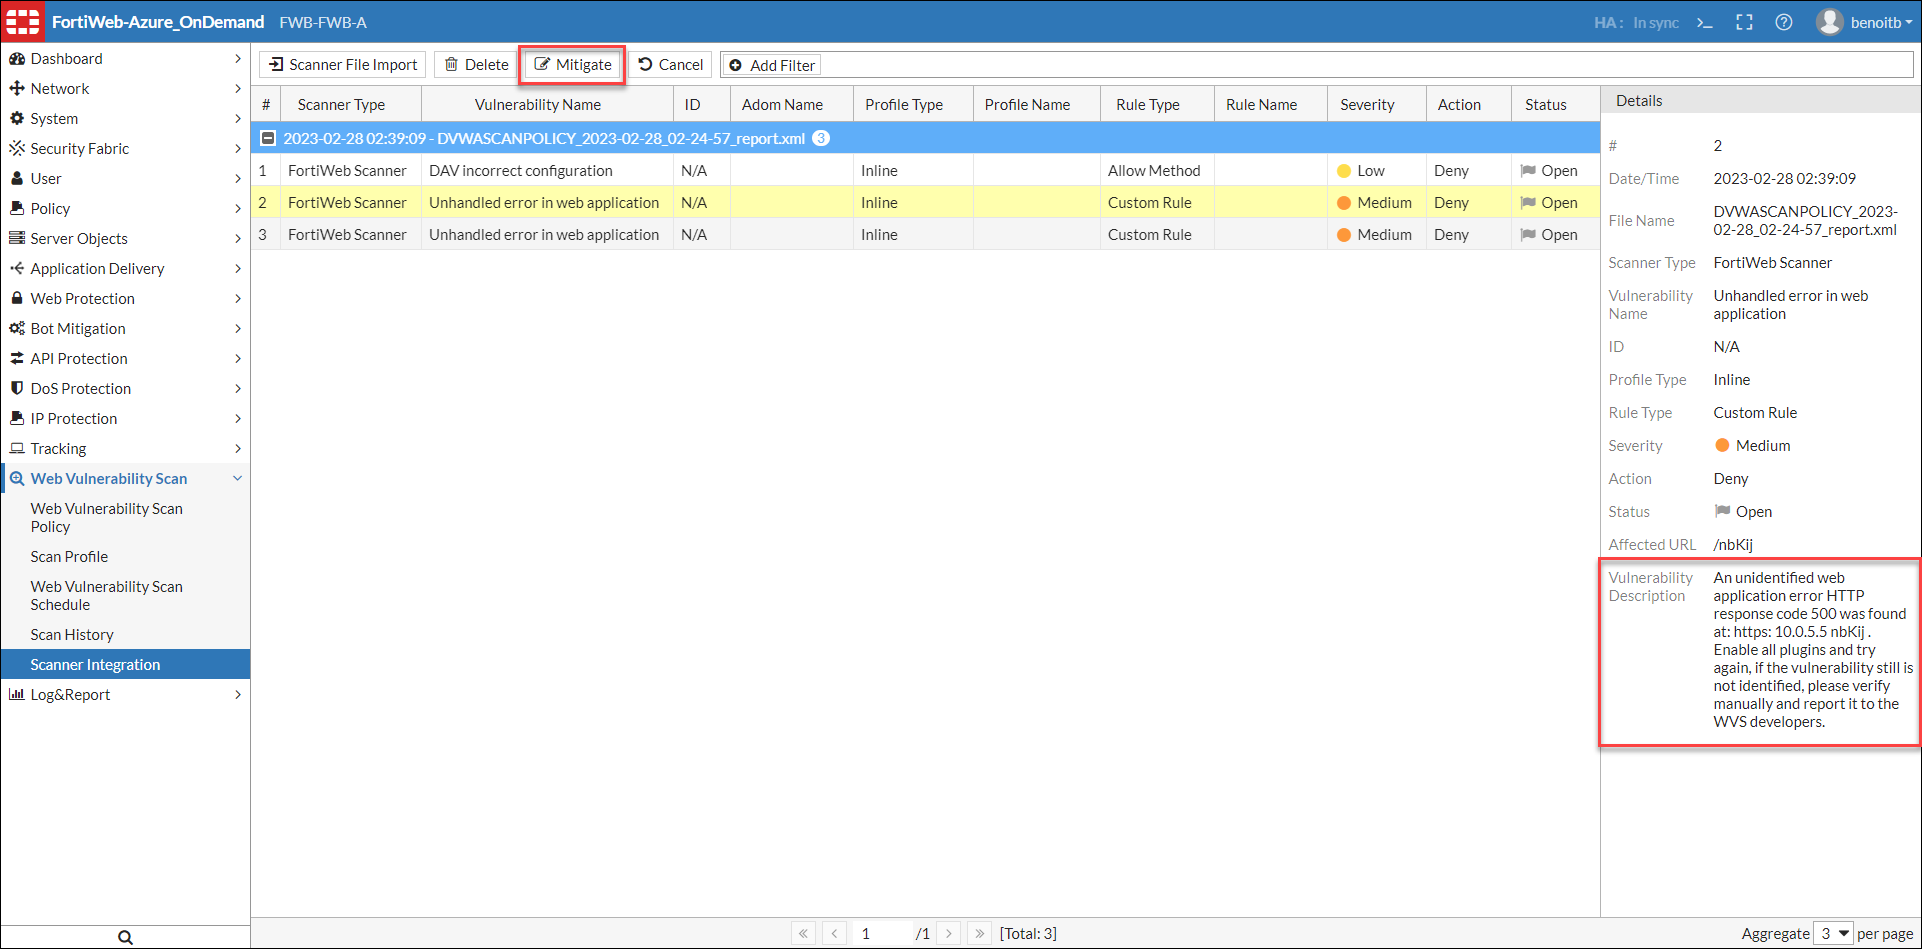 FortiWeb-Azure_OnDemand FWB-FWB-A HA: In sync benoitb
Dashboard
Network
System
Security Fabric
User
Policy
Server Objects
Application Delivery
Web Protection
Bot Mitigation
API Protection
DoS Protection
IP Protection
Tracking
Web Vulnerability Scan
Web Vulnerability Scan
Policy
Scan Profile
Web Vulnerability Scan
Schedule
Scan History
Scanner Integration
Log&Report
Scanner File Import Delete Mitigate Cancel Add Filter
# Scanner Type Vulnerability Name ID Adom Name Profile Type Profile Name Rule Type Rule Name Severity Action Status
2023-02-28 02:39:09 - DVWASCANPOLICY_2023-02-28_02-24-57_report.xml 3
1 FortiWeb Scanner DAV incorrect configuration N/A Inline Allow Method Low Deny Open
2 FortiWeb Scanner Unhandled error in web application N/A Inline Custom Rule Medium Deny Open
3 FortiWeb Scanner Unhandled error in web application N/A Inline Custom Rule Medium Deny Open
Details
# 2
Date/Time 2023-02-28 02:39:09
File Name DVWASCANPOLICY_2023-
02-28_02-24-57_report.xml
Scanner Type FortiWeb Scanner
Vulnerability Unhandled error in web
Name application
ID N/A
Profile Type Inline
Rule Type Custom Rule
Severity Medium
Action Deny
Status Open
Affected URL /nbKij
Vulnerability An unidentified web
Description application error HTTP
response code 500 was found
at: https: 10.0.5.5 nbKij .
Enable all plugins and try
again, if the vulnerability still is
not identified, please verify
manually and report it to the
WVS developers.
« ‹ 1 /1 › » [Total: 3] Aggregate 3 per page